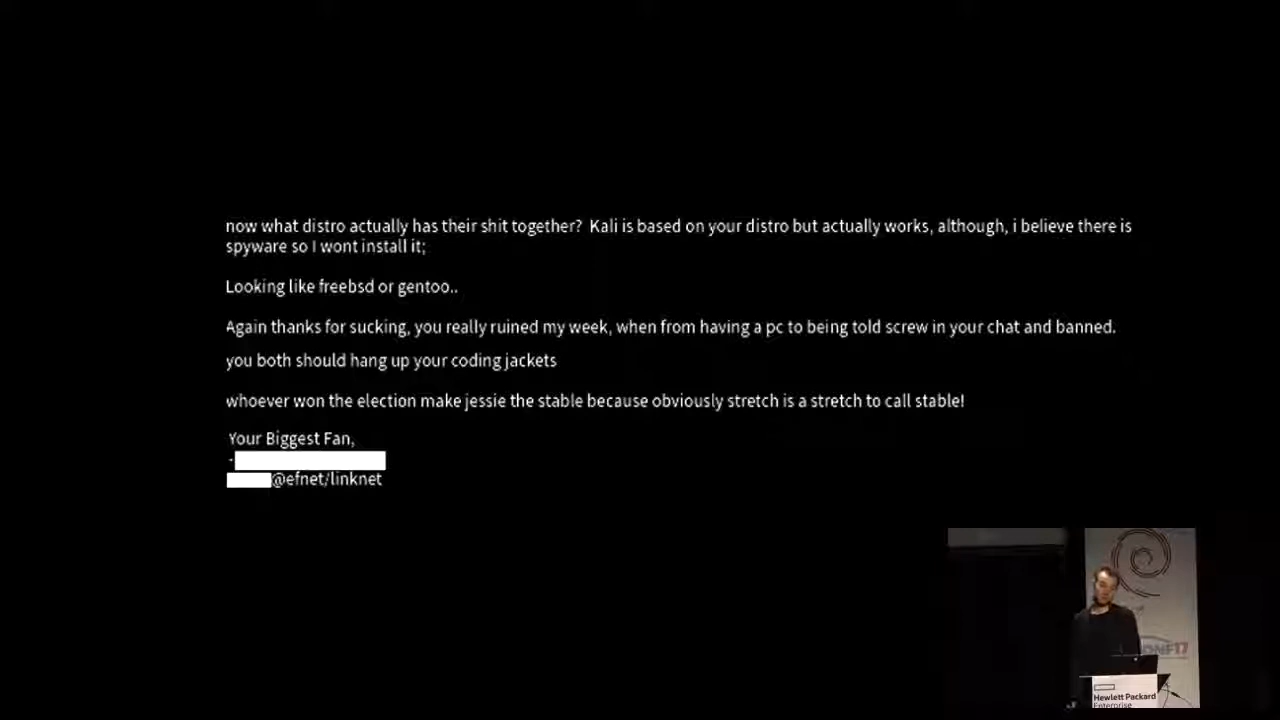 now what distro actually has their shit together?  Kali is based on your distro but actually works, although, i believe there is
spyware so I wont install it;
Looking like freebsd or gentoo..
Again thanks for sucking, you really ruined my week, when from having a pc to being told screw in your chat and banned.
you both should hang up your coding jackets
whoever won the election make jessie the stable because obviously stretch is a stretch to call stable!
Your Biggest Fan,
-
@efnet/linknet
ONF17
Hewlett Packard
Enterprise